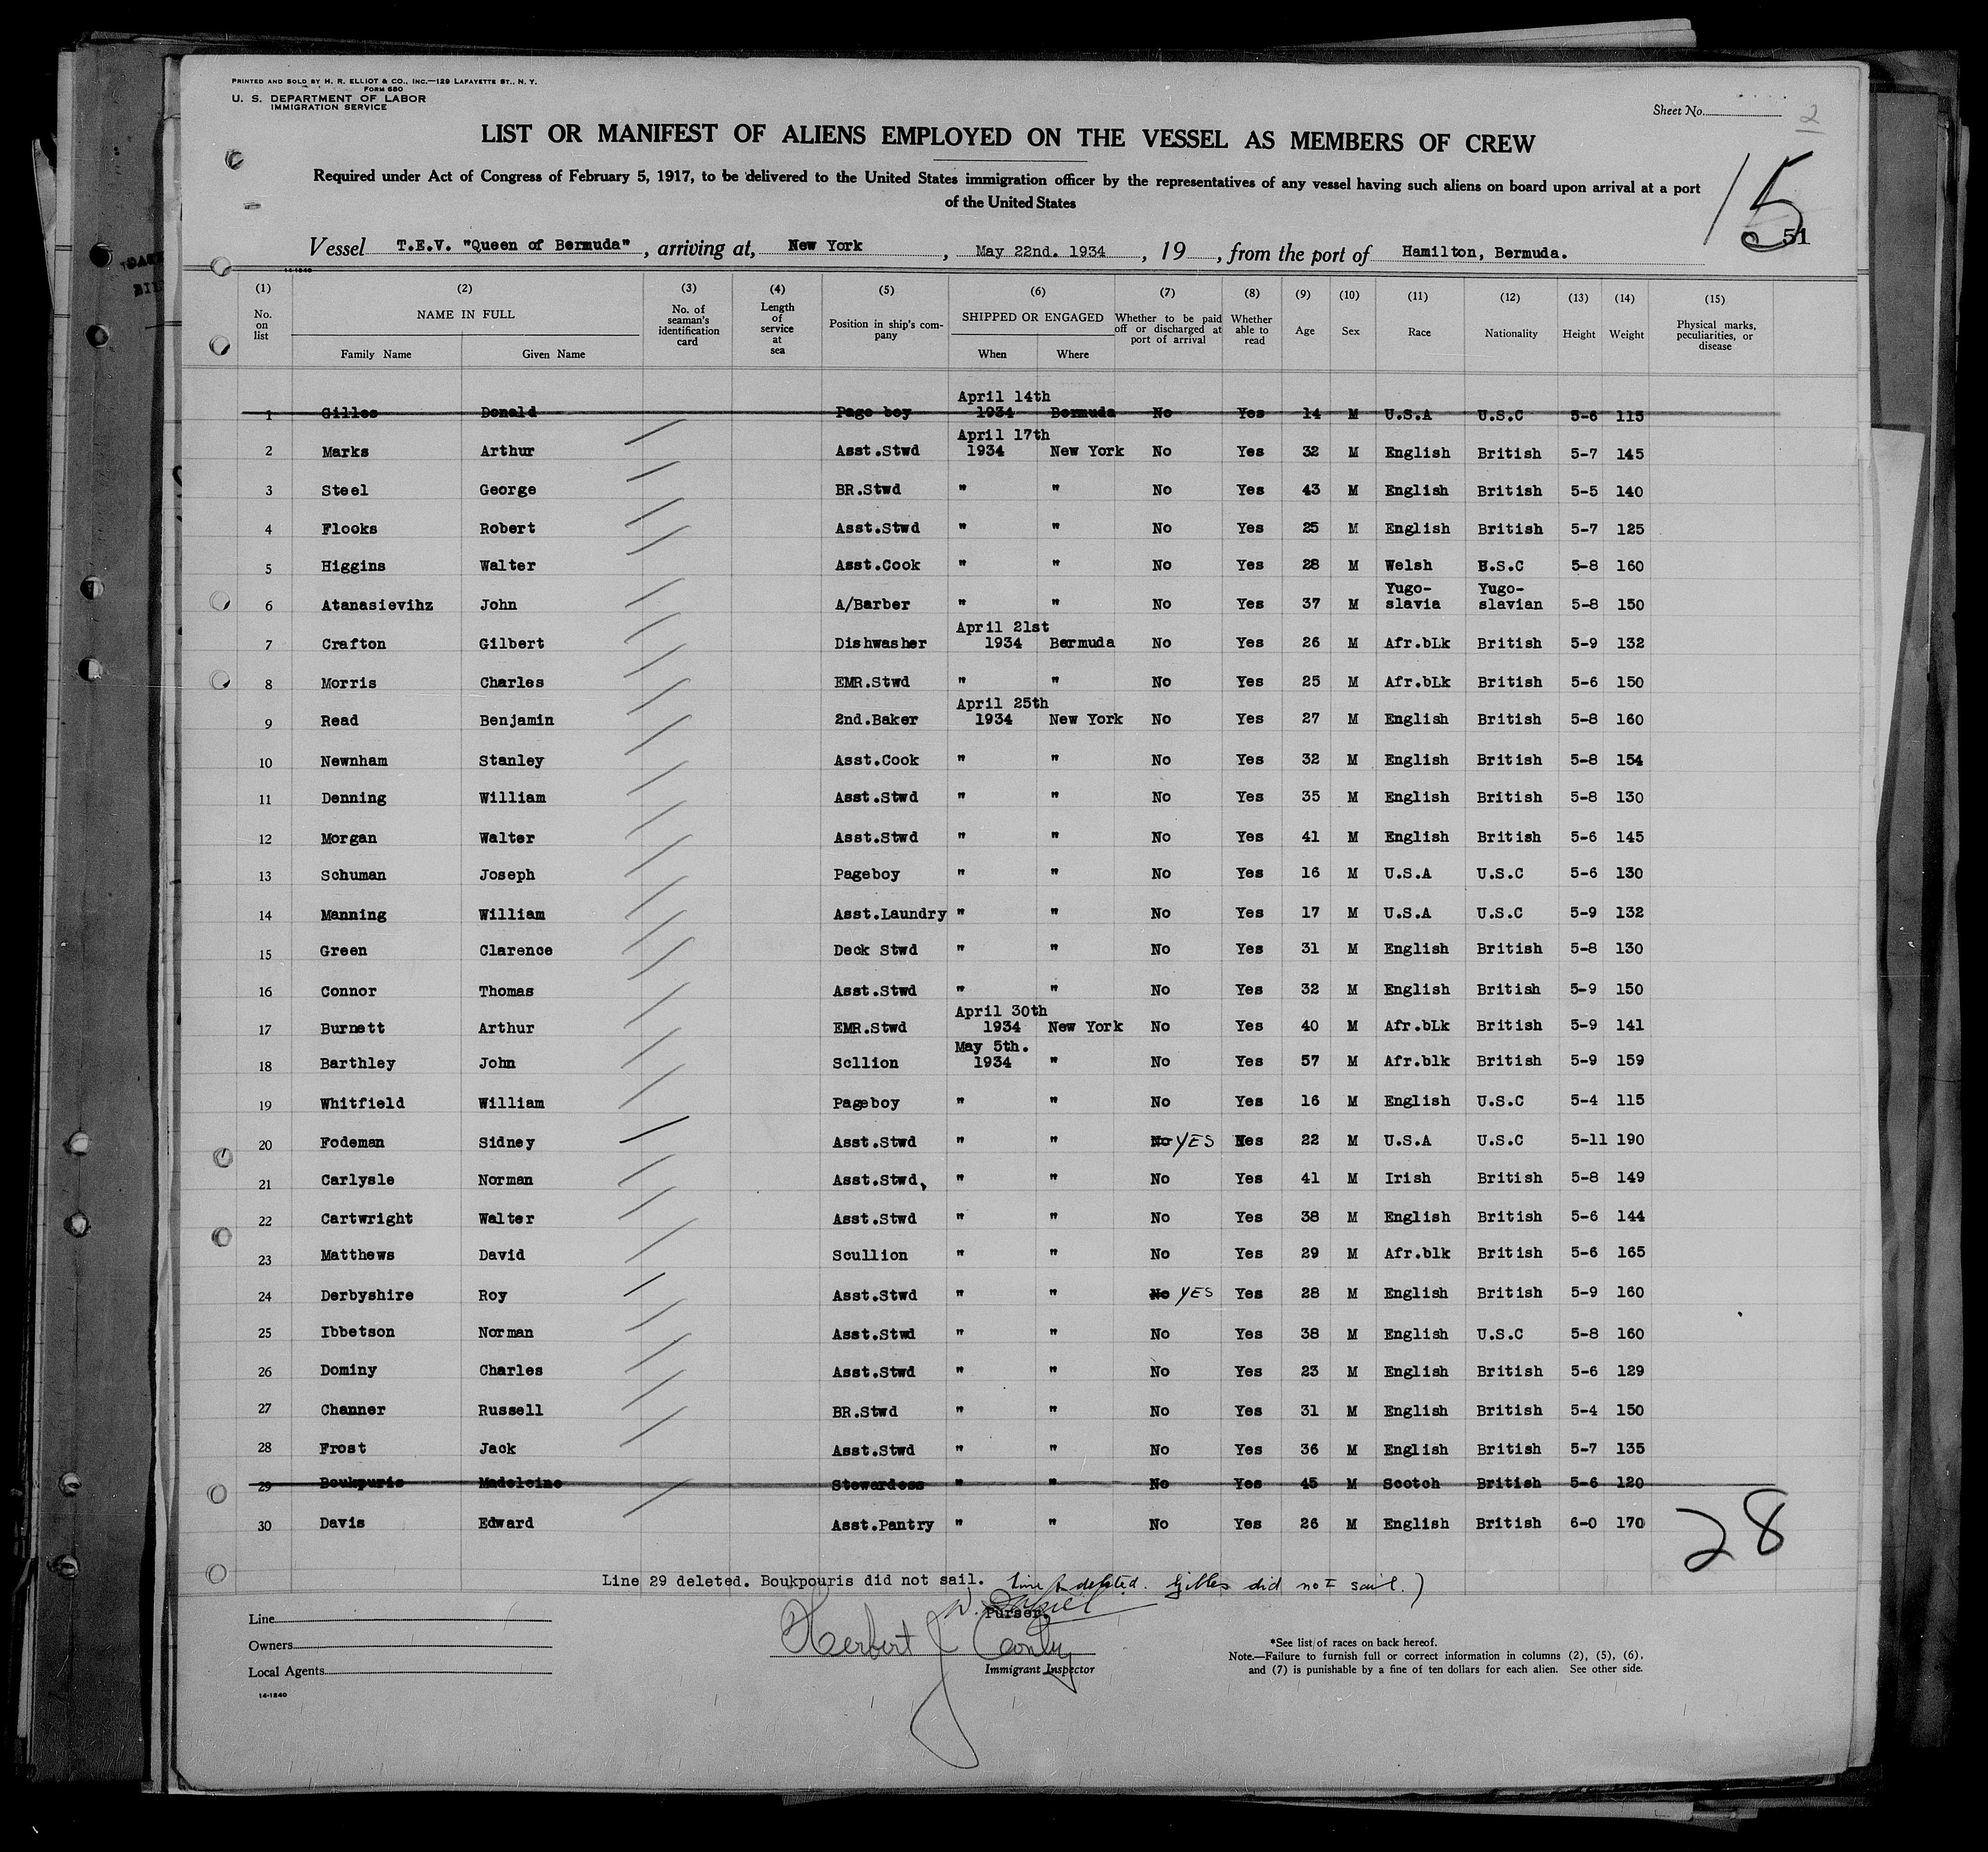 PRINTED AND SOLD BY H. R. ELLIOT & CO., INC.—129 LAFAYETTE ST., N. Y.
FORM 680
U. S. DEPARTMENT OF LABOR
IMMIGRATION SERVICE
Sheet No.
2
LIST OR MANIFEST OF ALIENS EMPLOYED ON THE VESSEL AS MEMBERS OF CREW
Required under Act of Congress of February 5, 1917, to be delivered to the United States immigration officer by the representatives of any vessel having such aliens on board upon arrival at a port
of the United States
15
51
Vessel T.E.V. "Queen of Bermuda", arriving at, New York, May 22nd. 1934, 19, from the port of Hamilton, Bermuda.
14-1240
(1) No. on list
(2) NAME IN FULL Family Name Given Name
(3) No. of seaman's identification card
(4) Length of service at sea
(5) Position in ship's company
(6) SHIPPED OR ENGAGED When Where
(7) Whether to be paid off or discharged at port of arrival
(8) Whether able to read
(9) Age
(10) Sex
(11) Race
(12) Nationality
(13) Height
(14) Weight
(15) Physical marks, peculiarities, or disease
1 Gilles Donald Page boy April 14th 1934 Bermuda No Yes 14 M U.S.A U.S.C 5-6 115
2 Marks Arthur Asst.Stwd April 17th 1934 New York No Yes 32 M English British 5-7 145
3 Steel George BR.Stwd " " No Yes 43 M English British 5-5 140
4 Flooks Robert Asst.Stwd " " No Yes 25 M English British 5-7 125
5 Higgins Walter Asst.Cook " " No Yes 28 M Welsh .S.C 5-8 160
6 Atanasievihz John A/Barber " " No Yes 37 M Yugo-slavia Yugo-slavian 5-8 150
7 Crafton Gilbert Dishwasher April 21st 1934 Bermuda No Yes 26 M Afr.bLk British 5-9 132
8 Morris Charles EMR.Stwd " " No Yes 25 M Afr.bLk British 5-6 150
9 Read Benjamin 2nd.Baker April 25th 1934 New York No Yes 27 M English British 5-8 160
10 Newnham Stanley Asst.Cook " " No Yes 32 M English British 5-8 154
11 Denning William Asst.Stwd " " No Yes 35 M English British 5-8 130
12 Morgan Walter Asst.Stwd " " No Yes 41 M English British 5-6 145
13 Schuman Joseph Pageboy " " No Yes 16 M U.S.A U.S.C 5-6 130
14 Manning William Asst.Laundry " " No Yes 17 M U.S.A U.S.C 5-9 132
15 Green Clarence Deck Stwd " " No Yes 31 M English British 5-8 130
16 Connor Thomas Asst.Stwd " " No Yes 32 M English British 5-9 150
17 Burnett Arthur EMR.Stwd April 30th 1934 New York No Yes 40 M Afr.bLk British 5-9 141
18 Barthley John Scllion May 5th. 1934 " No Yes 57 M Afr.blk British 5-9 159
19 Whitfield William Pageboy " " No Yes 16 M English U.S.C 5-4 115
20 Fodeman Sidney Asst.Stwd " " No YES Yes 22 M U.S.A U.S.C 5-11 190
21 Carlysle Norman Asst.Stwd, " " No Yes 41 M Irish British 5-8 149
22 Cartwright Walter Asst.Stwd " " No Yes 38 M English British 5-6 144
23 Matthews David Scullion " " No Yes 29 M Afr.blk British 5-6 165
24 Derbyshire Roy Asst.Stwd " " No YES Yes 28 M English British 5-9 160
25 Ibbetson Norman Asst.Stwd " " No Yes 38 M English U.S.C 5-8 160
26 Dominy Charles Asst.Stwd " " No Yes 23 M English British 5-6 129
27 Channer Russell BR.Stwd " " No Yes 31 M English British 5-4 150
28 Frost Jack Asst.Stwd " " No Yes 36 M English British 5-7 135
29 Boukpuris Madeleine Stewardess " " No Yes 45 M Scotch British 5-6 120
30 Davis Edward Asst.Pantry " " No Yes 26 M English British 6-0 170
28
Line 29 deleted. Boukpouris did not sail. Line 1 deleted. Gilles did not sail.)
Purser.
Herbert J Conly
Immigrant Inspector
Line
Owners
Local Agents
14-1240
*See list of races on back hereof.
Note.—Failure to furnish full or correct information in columns (2), (5), (6),
and (7) is punishable by a fine of ten dollars for each alien. See other side.